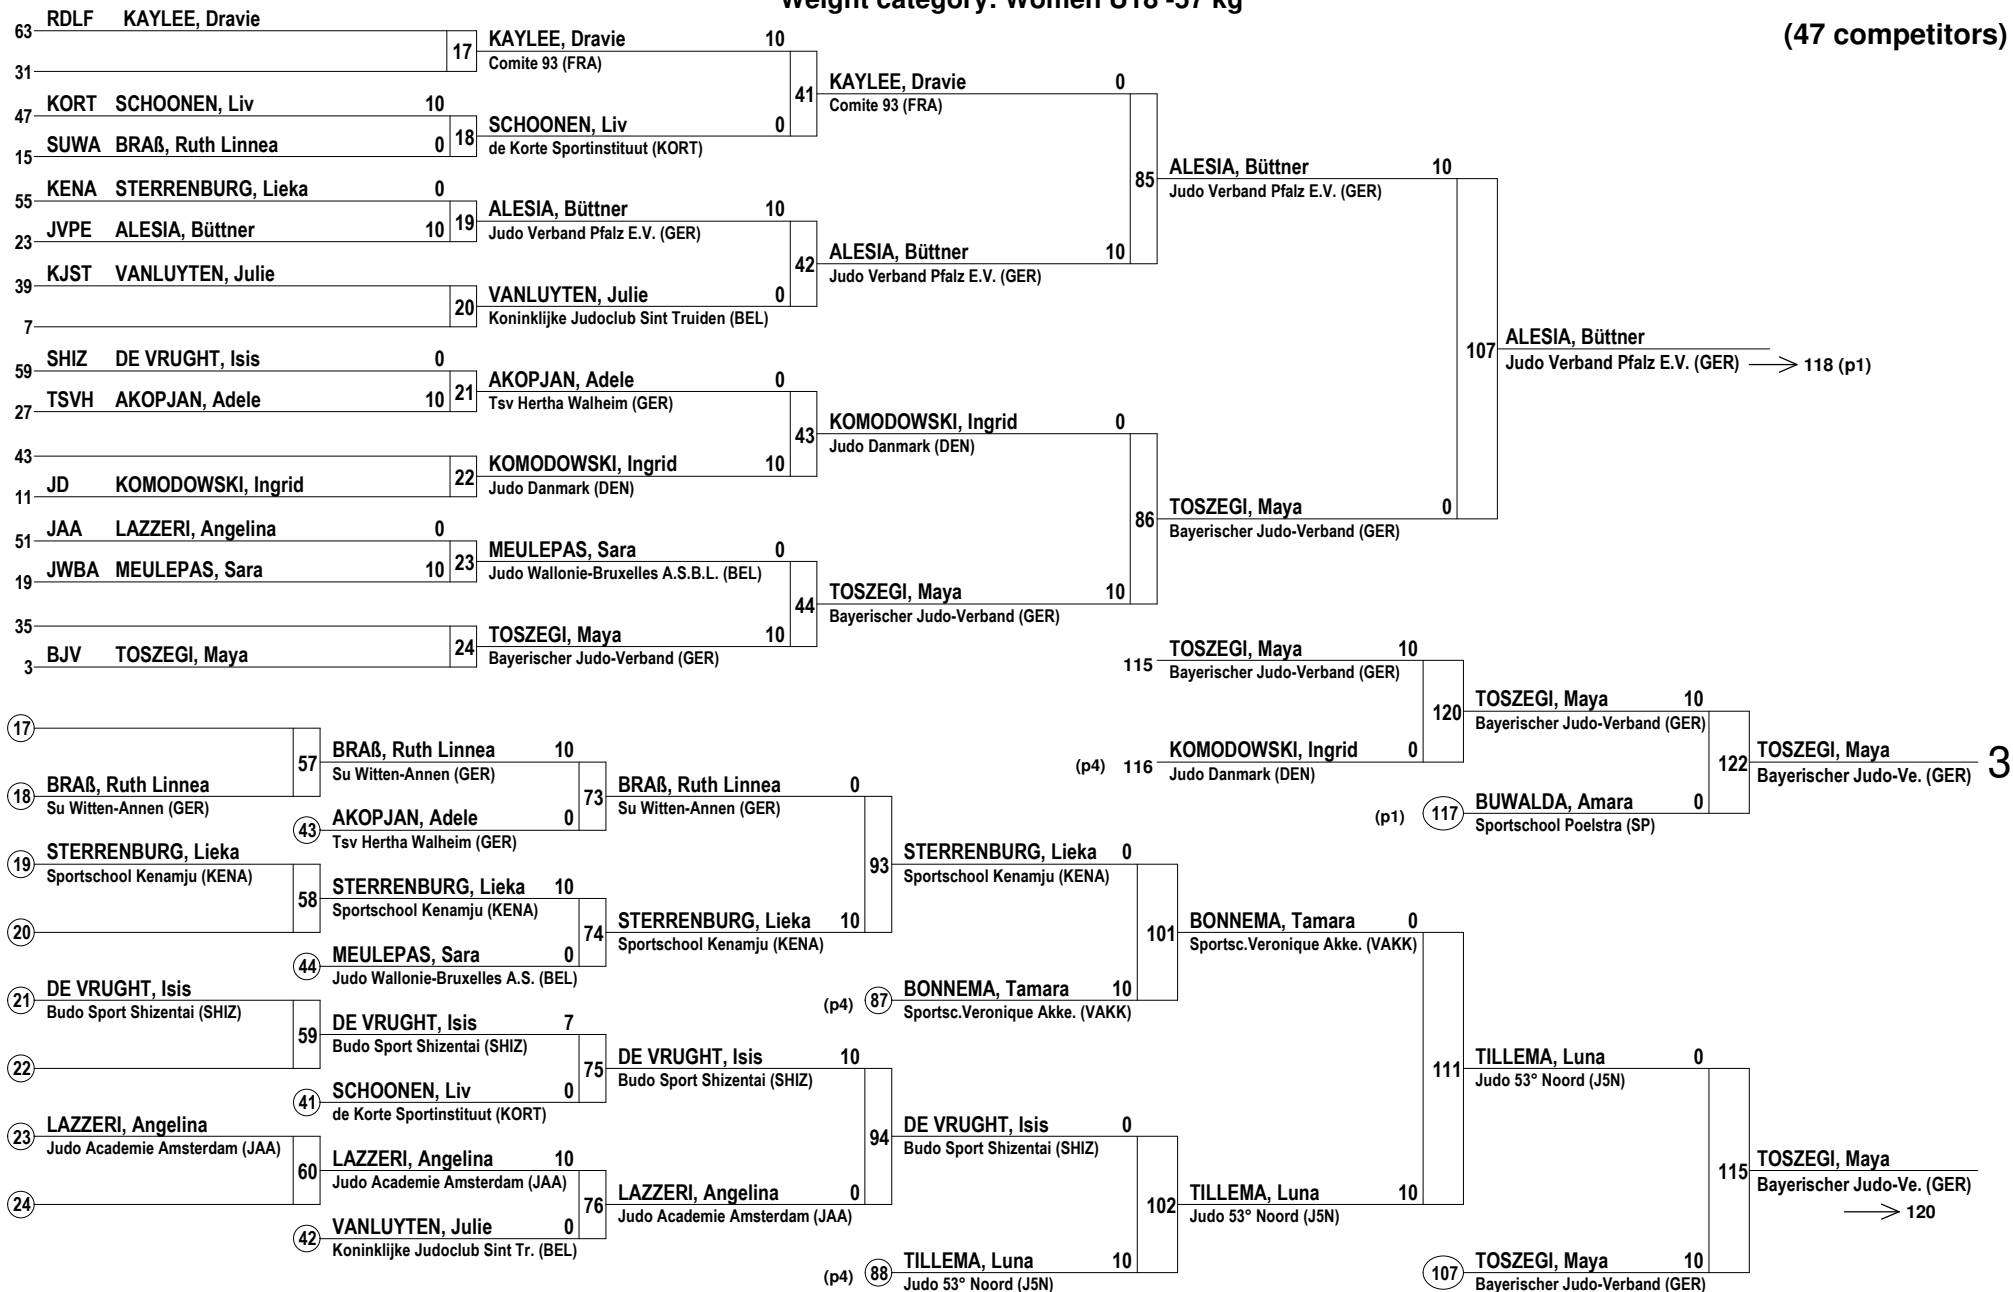 Weight category: Women U18 -57 kg
(47 competitors)
63 RDLF KAYLEE, Dravie
31
17
47 KORT SCHOONEN, Liv 10
15 SUWA BRAß, Ruth Linnea 0
18
55 KENA STERRENBURG, Lieka 0
23 JVPE ALESIA, Büttner 10
19
39 KJST VANLUYTEN, Julie
7
20
59 SHIZ DE VRUGHT, Isis 0
27 TSVH AKOPJAN, Adele 10
21
43
11 JD KOMODOWSKI, Ingrid
22
51 JAA LAZZERI, Angelina 0
19 JWBA MEULEPAS, Sara 10
23
35
3 BJV TOSZEGI, Maya
24
KAYLEE, Dravie 10
Comite 93 (FRA)
41
SCHOONEN, Liv 0
de Korte Sportinstituut (KORT)
ALESIA, Büttner 10
Judo Verband Pfalz E.V. (GER)
42
VANLUYTEN, Julie 0
Koninklijke Judoclub Sint Truiden (BEL)
AKOPJAN, Adele 0
Tsv Hertha Walheim (GER)
43
KOMODOWSKI, Ingrid 10
Judo Danmark (DEN)
MEULEPAS, Sara 0
Judo Wallonie-Bruxelles A.S.B.L. (BEL)
44
TOSZEGI, Maya 10
Bayerischer Judo-Verband (GER)
KAYLEE, Dravie 0
Comite 93 (FRA)
85
ALESIA, Büttner 10
Judo Verband Pfalz E.V. (GER)
KOMODOWSKI, Ingrid 0
Judo Danmark (DEN)
86
TOSZEGI, Maya 10
Bayerischer Judo-Verband (GER)
ALESIA, Büttner 10
Judo Verband Pfalz E.V. (GER)
107
TOSZEGI, Maya 0
Bayerischer Judo-Verband (GER)
ALESIA, Büttner
Judo Verband Pfalz E.V. (GER) 118 (p1)
115 TOSZEGI, Maya 10
Bayerischer Judo-Verband (GER)
120
(p4) 116 KOMODOWSKI, Ingrid 0
Judo Danmark (DEN)
TOSZEGI, Maya 10
Bayerischer Judo-Verband (GER)
122
(p1) 117 BUWALDA, Amara 0
Sportschool Poelstra (SP)
TOSZEGI, Maya
Bayerischer Judo-Ve. (GER)
3
17
57
18 BRAß, Ruth Linnea
Su Witten-Annen (GER)
19 STERRENBURG, Lieka
Sportschool Kenamju (KENA)
58
20
21 DE VRUGHT, Isis
Budo Sport Shizentai (SHIZ)
59
22
23 LAZZERI, Angelina
Judo Academie Amsterdam (JAA)
60
24
BRAß, Ruth Linnea 10
Su Witten-Annen (GER)
73
43 AKOPJAN, Adele 0
Tsv Hertha Walheim (GER)
STERRENBURG, Lieka 10
Sportschool Kenamju (KENA)
74
44 MEULEPAS, Sara 0
Judo Wallonie-Bruxelles A.S. (BEL)
DE VRUGHT, Isis 7
Budo Sport Shizentai (SHIZ)
75
41 SCHOONEN, Liv 0
de Korte Sportinstituut (KORT)
LAZZERI, Angelina 10
Judo Academie Amsterdam (JAA)
76
42 VANLUYTEN, Julie 0
Koninklijke Judoclub Sint Tr. (BEL)
BRAß, Ruth Linnea 0
Su Witten-Annen (GER)
93
STERRENBURG, Lieka 10
Sportschool Kenamju (KENA)
DE VRUGHT, Isis 10
Budo Sport Shizentai (SHIZ)
94
LAZZERI, Angelina 0
Judo Academie Amsterdam (JAA)
STERRENBURG, Lieka 0
Sportschool Kenamju (KENA)
101
(p4) 87 BONNEMA, Tamara 10
Sportsc.Veronique Akke. (VAKK)
DE VRUGHT, Isis 0
Budo Sport Shizentai (SHIZ)
102
(p4) 88 TILLEMA, Luna 10
Judo 53° Noord (J5N)
BONNEMA, Tamara 0
Sportsc.Veronique Akke. (VAKK)
111
TILLEMA, Luna 10
Judo 53° Noord (J5N)
TILLEMA, Luna 0
Judo 53° Noord (J5N)
115
107 TOSZEGI, Maya 10
Bayerischer Judo-Verband (GER)
TOSZEGI, Maya
Bayerischer Judo-Ve. (GER)
120